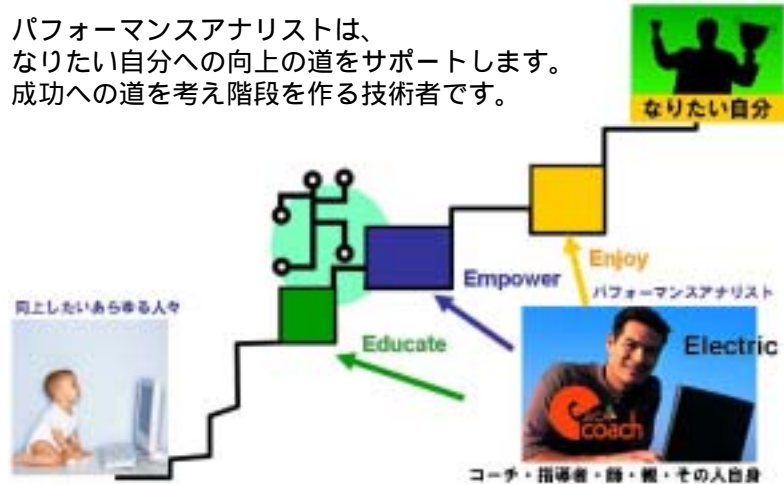 パフォーマンスアナリストは、
なりたい自分への向上の道をサポートします。
成功への道を考え階段を作る技術者です。
なりたい自分
Enjoy
Empower
パフォーマンスアナリスト
向上したいあらゆる人々
Educate
Electric
coach
コーチ・指導者・師・親・その人自身